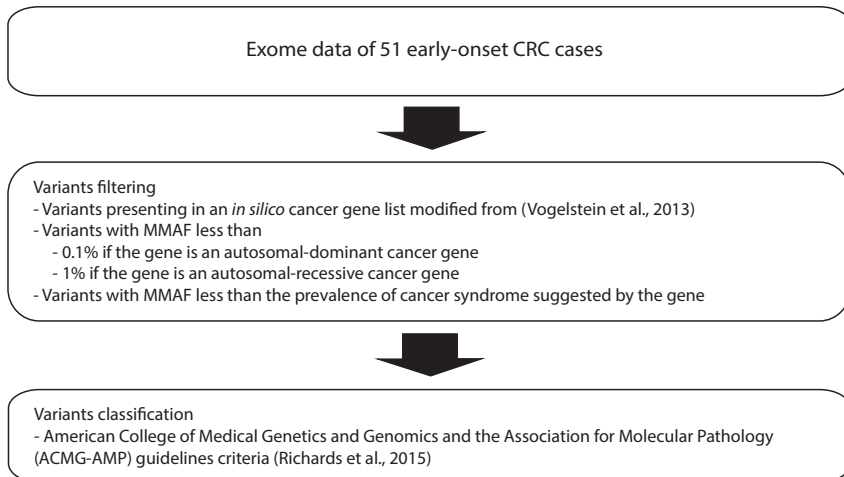 Exome data of 51 early-onset CRC cases
Variants filtering
- Variants presenting in an in silico cancer gene list modified from (Vogelstein et al., 2013)
- Variants with MMAF less than
- 0.1% if the gene is an autosomal-dominant cancer gene
- 1% if the gene is an autosomal-recessive cancer gene
- Variants with MMAF less than the prevalence of cancer syndrome suggested by the gene
Variants classification
- American College of Medical Genetics and Genomics and the Association for Molecular Pathology
(ACMG-AMP) guidelines criteria (Richards et al., 2015)